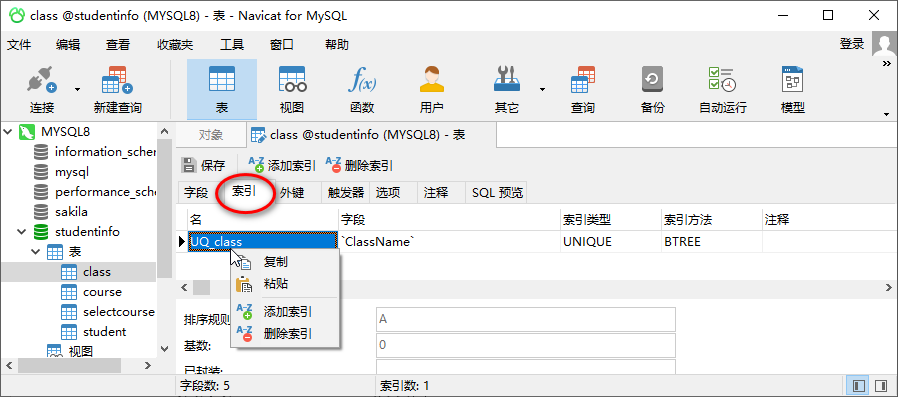 class @studentinfo (MYSQL8) - 表 - Navicat for MySQL
文件 编辑 查看 收藏夹 工具 窗口 帮助 登录
连接 新建查询 表 视图 函数 用户 其它 查询 备份 自动运行 模型
MYSQL8
information_scher
mysql
performance_sche
sakila
studentinfo
表
class
course
selectcourse
student
视图
对象 class @studentinfo (MYSQL8) - 表
保存 添加索引 删除索引
字段 索引 外键 触发器 选项 注释 SQL 预览
名 字段 索引类型 索引方法 注释
UQ_class `ClassName` UNIQUE BTREE
复制
粘贴
添加索引
删除索引
排序规则 A
基数: 0
已封装:
字段数: 5 索引数: 1